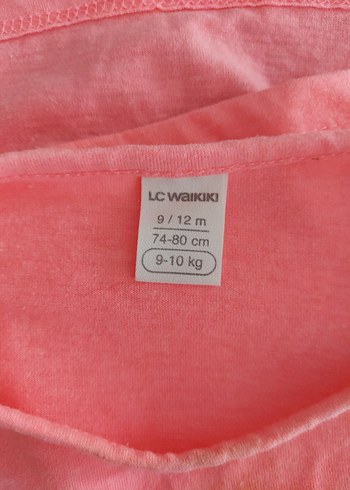 LC WAIKIKI
9 / 12 m
74-80 cm
9-10 kg